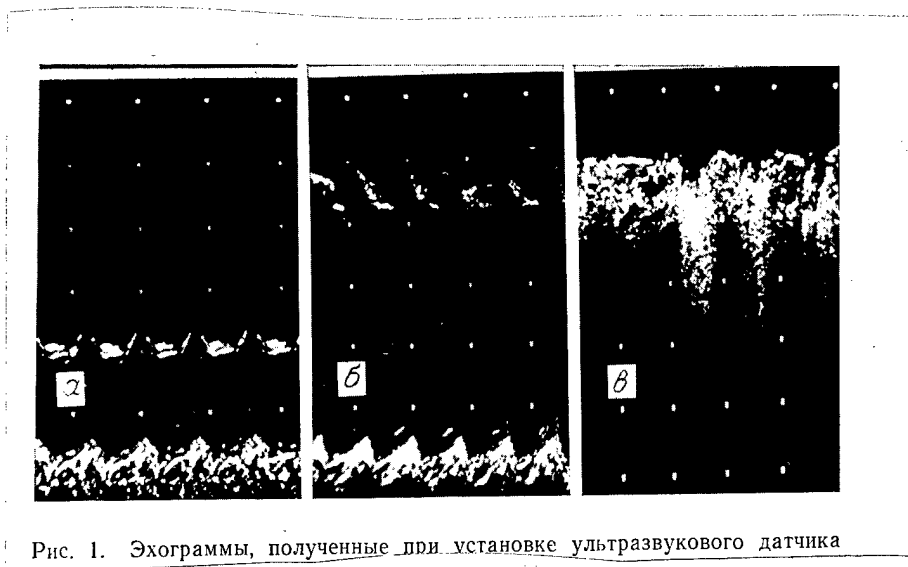 а
б
в
Рис. 1. Эхограммы, полученные при установке ультразвукового датчика